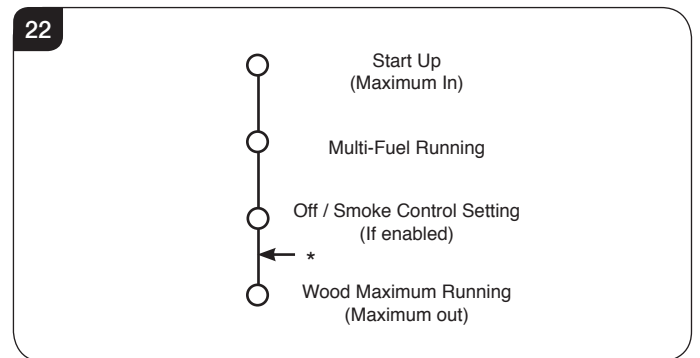 22
Start Up
(Maximum In)
Multi-Fuel Running
Off / Smoke Control Setting
(If enabled)
*
Wood Maximum Running
(Maximum out)